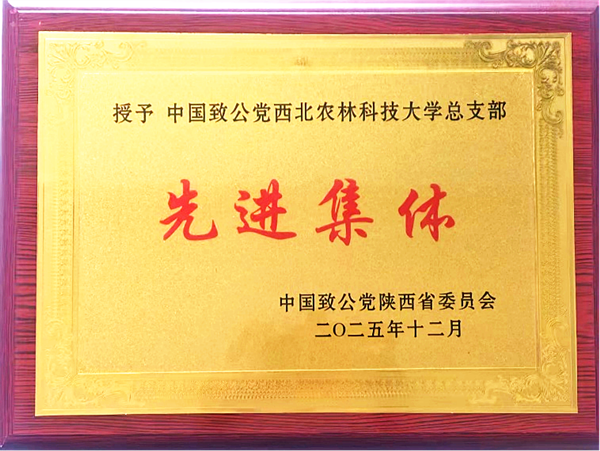 授予 中国致公党西北农林科技大学总支部
先进集体
中国致公党陕西省委员会
二〇二五年十二月